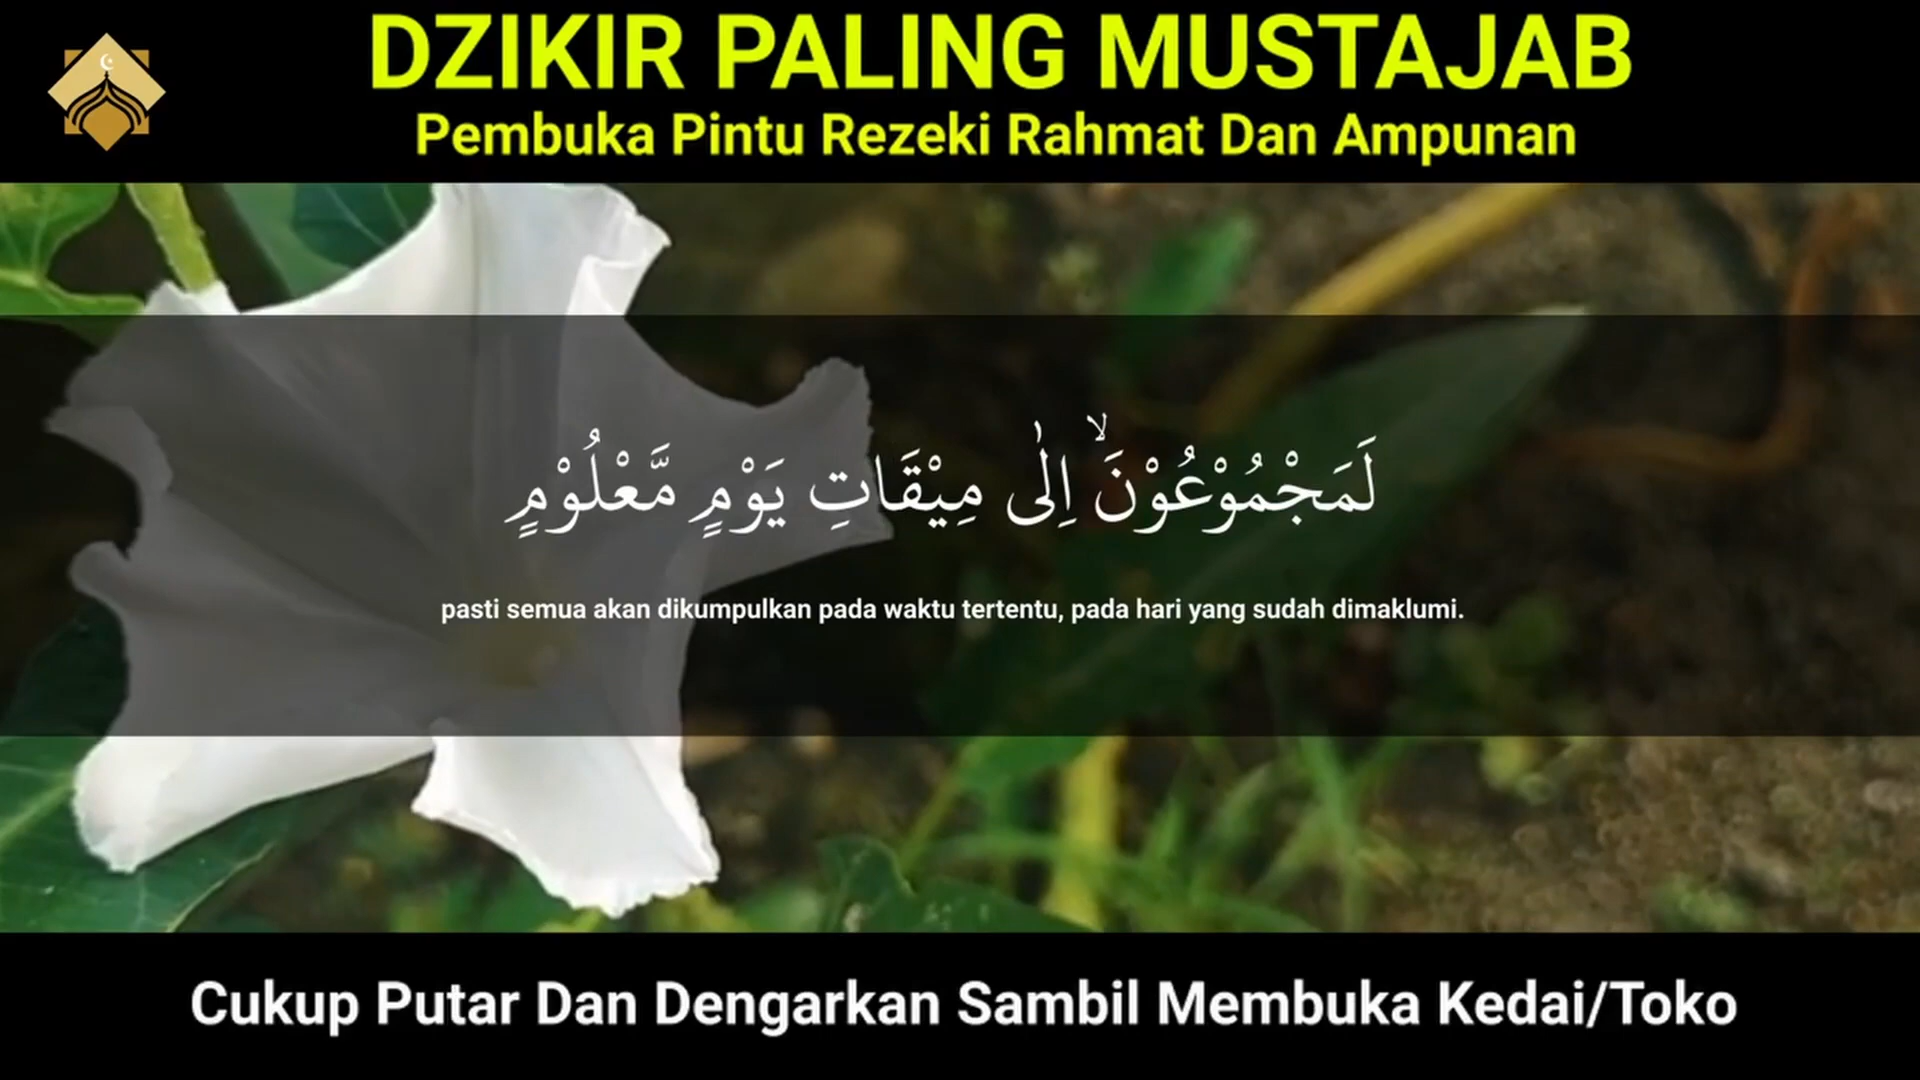 DZIKIR PALING MUSTAJAB
Pembuka Pintu Rezeki Rahmat Dan Ampunan
لَمَجْمُوْعُوْنَۙ اِلٰى مِيْقَاتِ يَوْمٍ مَّعْلُوْمٍ
pasti semua akan dikumpulkan pada waktu tertentu, pada hari yang sudah dimaklumi.
Cukup Putar Dan Dengarkan Sambil Membuka Kedai/Toko